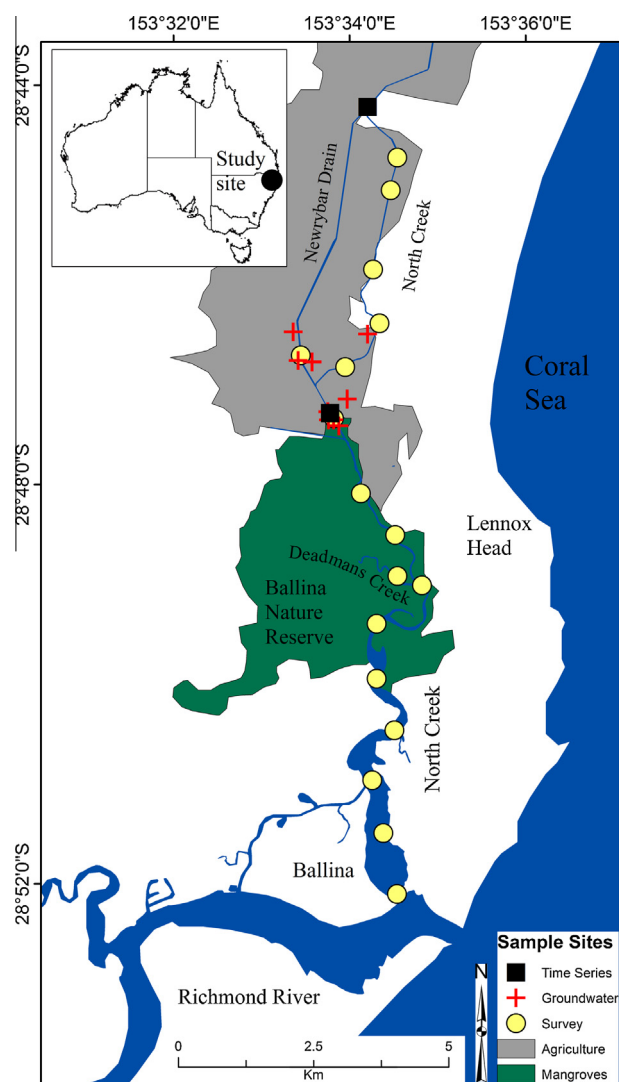 153°32'0"E
153°34'0"E
153°36'0"E
28°44'0"S
28°48'0"S
28°52'0"S
Study
site
Newrybar Drain
North Creek
Coral
Sea
Lennox
Head
Deadmans Creek
Ballina
Nature
Reserve
North Creek
Ballina
Richmond River
Sample Sites
N
Time Series
Groundwater
Survey
Agriculture
Mangroves
0
2.5
5
Km